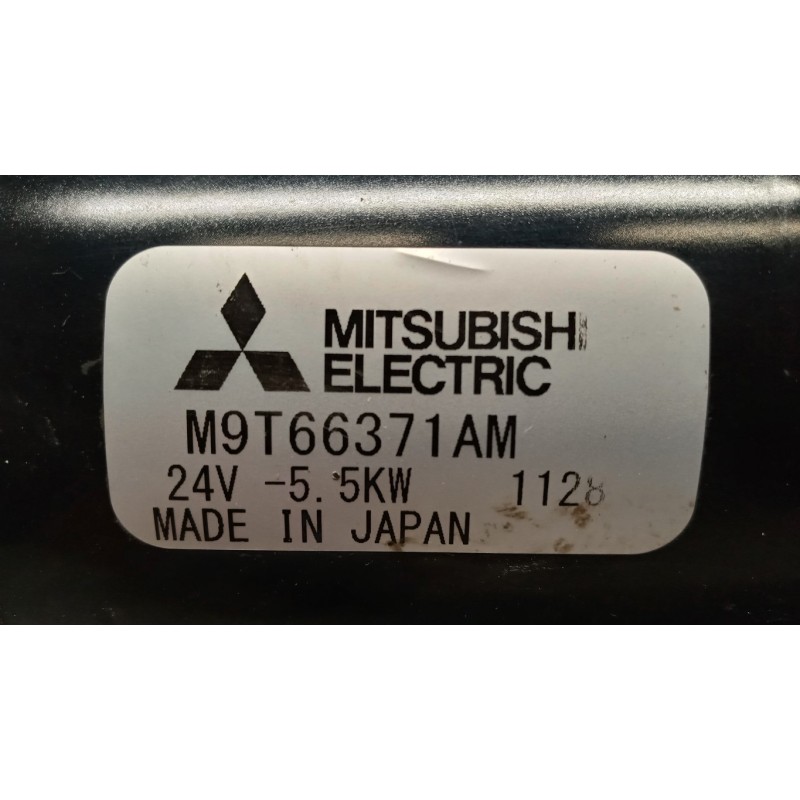 MITSUBISHI
ELECTRIC
M9T66371AM
24V -5.5KW 1128
MADE IN JAPAN